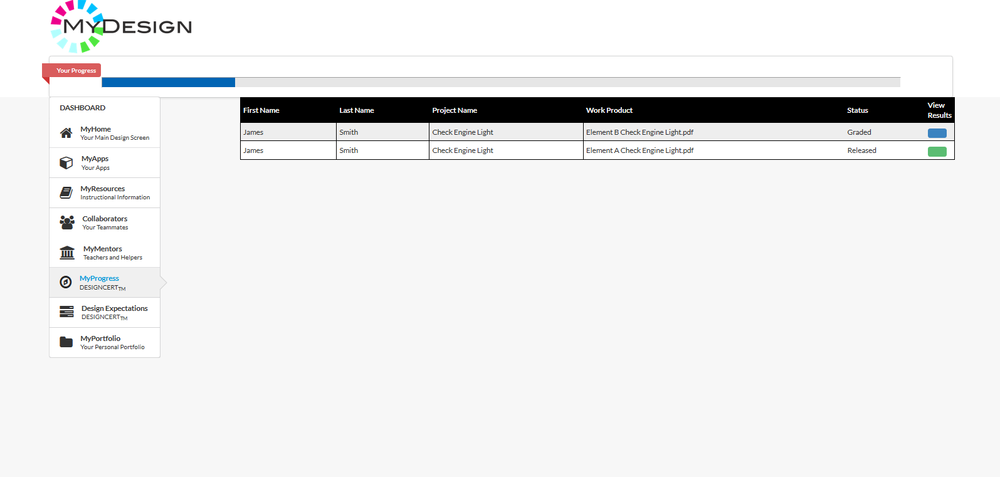 MYDESIGN
Your Progress
DASHBOARD
MyHome
Your Main Design Screen
MyApps
Your Apps
MyResources
Instructional Information
Collaborators
Your Teammates
MyMentors
Teachers and Helpers
MyProgress
DESIGNCERTTM
Design Expectations
DESIGNCERTTM
MyPortfolio
Your Personal Portfolio
First Name Last Name Project Name Work Product Status View Results
James Smith Check Engine Light Element B Check Engine Light.pdf Graded
James Smith Check Engine Light Element A Check Engine Light.pdf Released